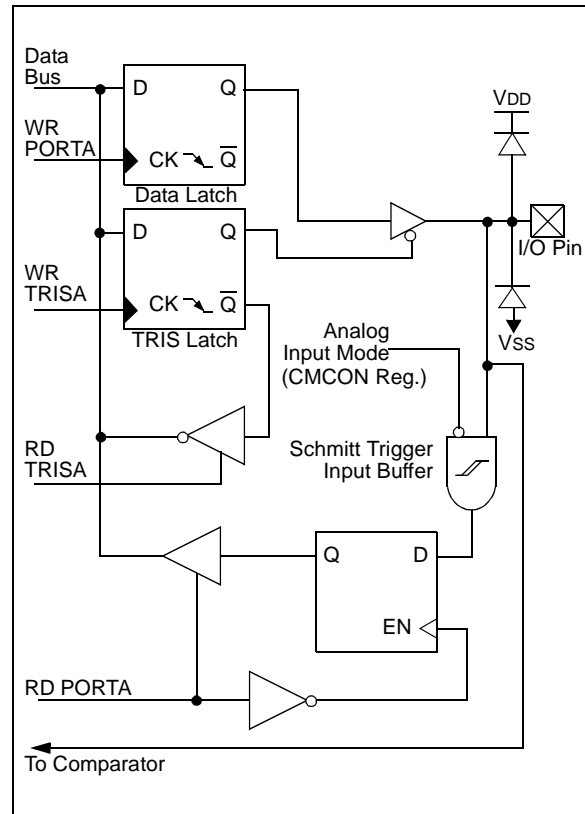 Data
Bus
D Q
VDD
WR
PORTA
CK Q̅
Data Latch
D Q
I/O Pin
WR
TRISA
CK Q̅
TRIS Latch
VSS
Analog
Input Mode
(CMCON Reg.)
RD
TRISA
Schmitt Trigger
Input Buffer
Q D
EN
RD PORTA
To Comparator